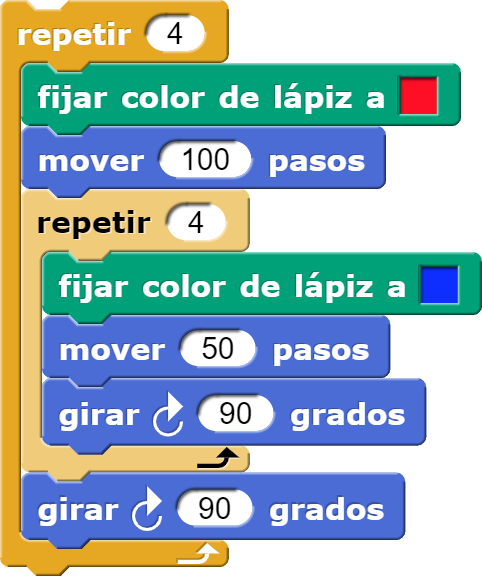 repetir 4
fijar color de lápiz a
mover 100 pasos
repetir 4
fijar color de lápiz a
mover 50 pasos
girar 90 grados
girar 90 grados